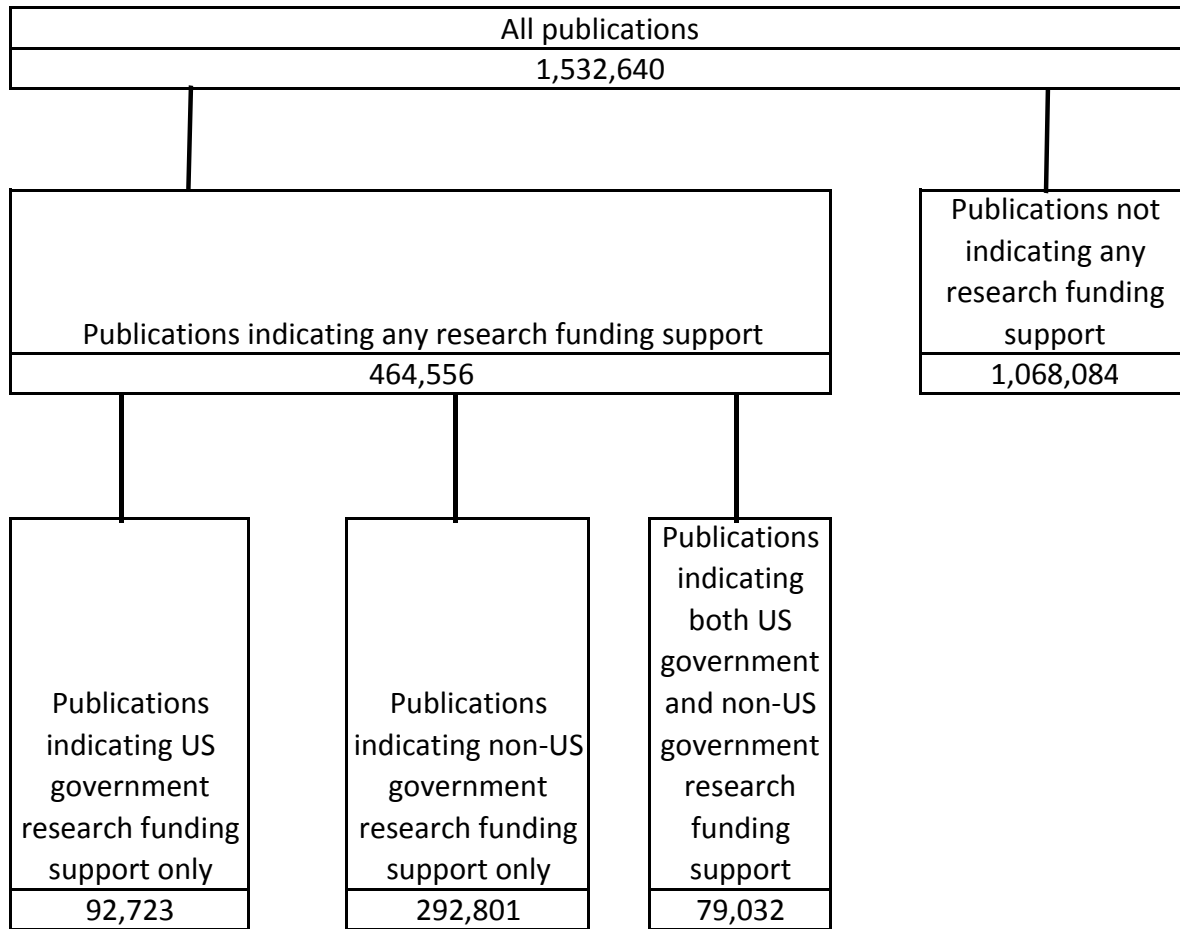 All publications
1,532,640
Publications indicating any research funding support
464,556
Publications not
indicating any
research funding
support
1,068,084
Publications
indicating US
government
research funding
support only
92,723
Publications
indicating non-US
government
research funding
support only
292,801
Publications
indicating
both US
government
and non-US
government
research
funding
support
79,032